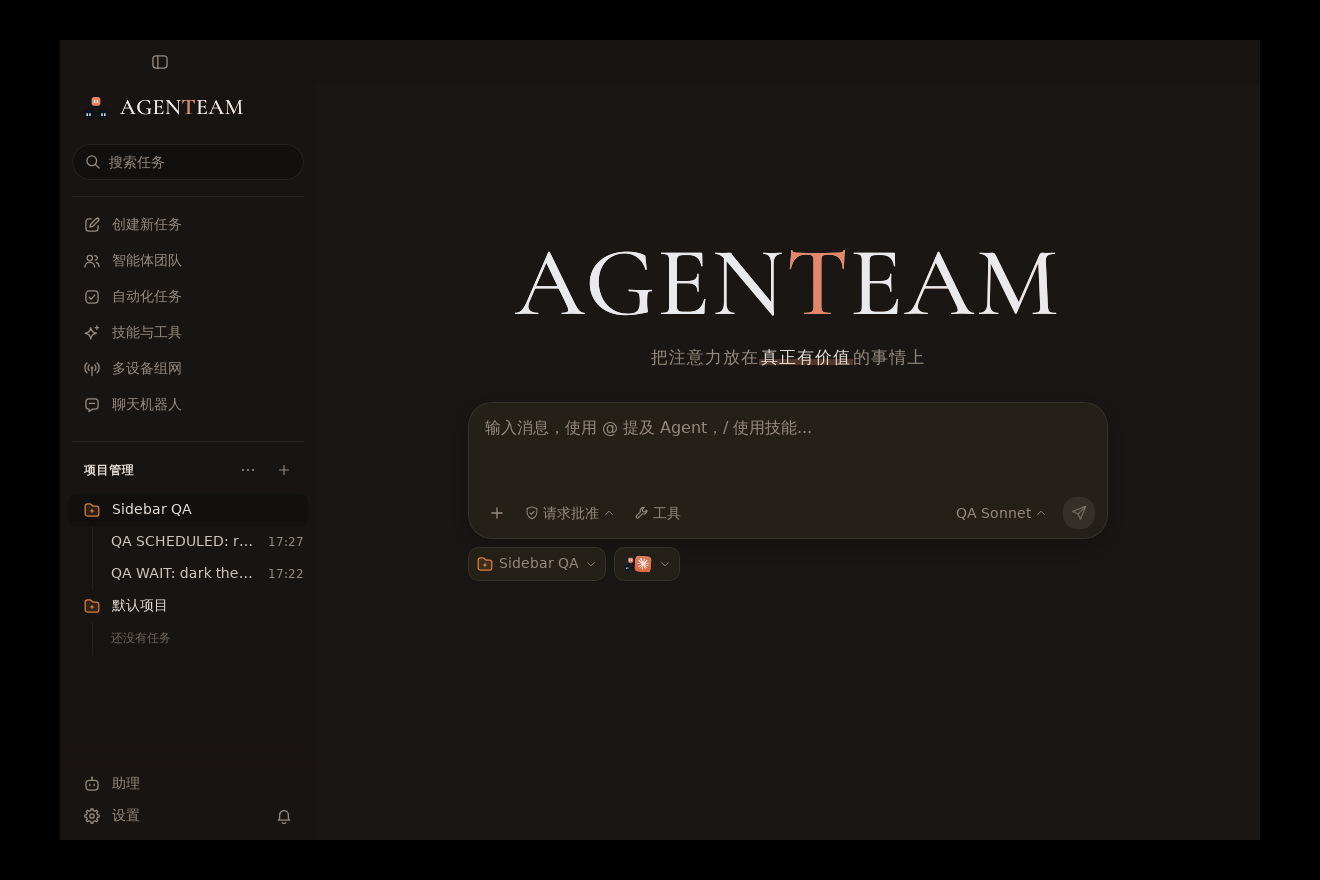 AGENTEAM
搜索任务
创建新任务
智能体团队
自动化任务
技能与工具
多设备组网
聊天机器人
项目管理
Sidebar QA
QA SCHEDULED: r... 17:27
QA WAIT: dark the... 17:22
默认项目
还没有任务
助理
设置
AGENTEAM
把注意力放在真正有价值的事情上
输入消息，使用 @ 提及 Agent，/ 使用技能...
请求批准 工具 QA Sonnet
Sidebar QA